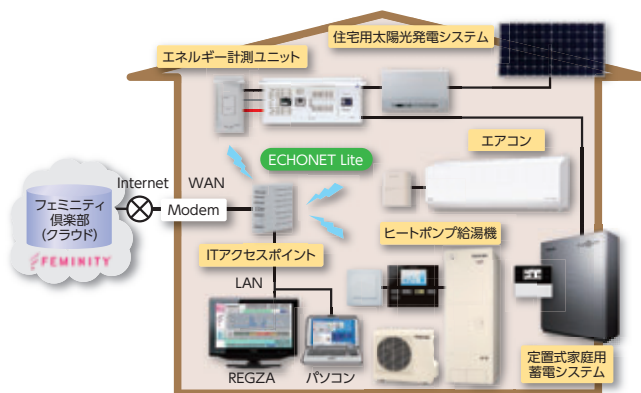 住宅用太陽光発電システム
エネルギー計測ユニット
ECHONET Lite
エアコン
Internet
WAN
フェミニティ
倶楽部
(クラウド)
Modem
FEMINITY
ITアクセスポイント
ヒートポンプ給湯機
LAN
REGZA
パソコン
定置式家庭用
蓄電システム